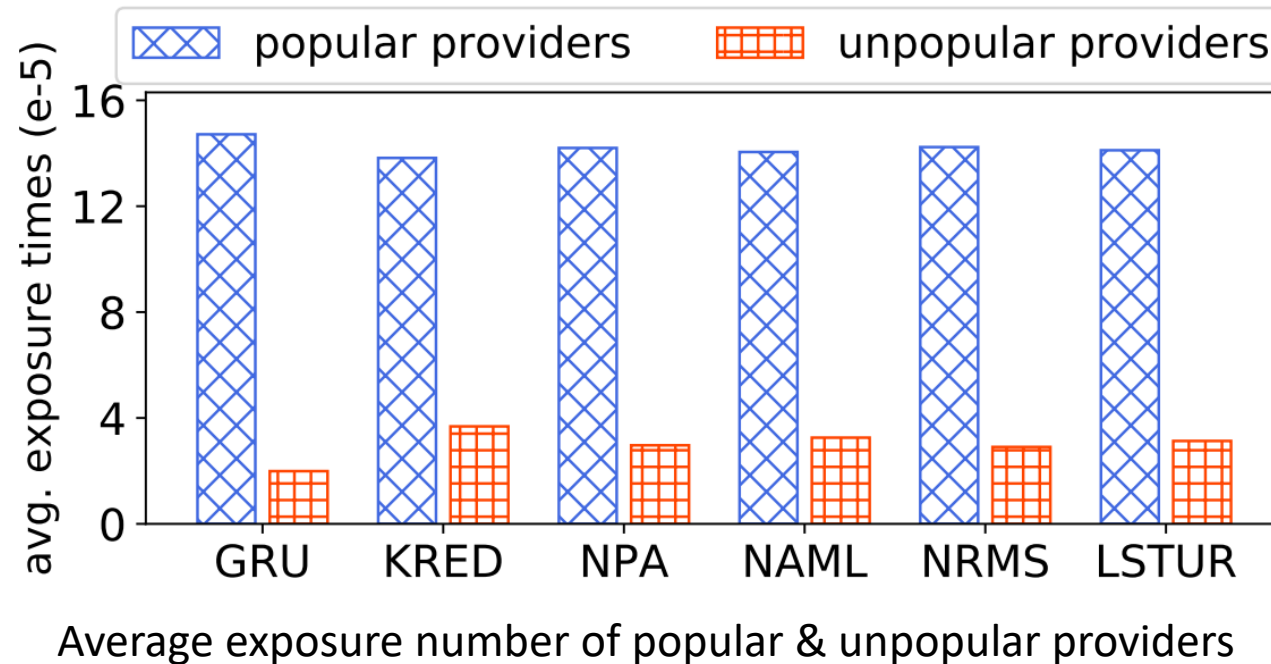 popular providers unpopular providers
avg. exposure times (e-5)
16
12
8
4
0
GRU KRED NPA NAML NRMS LSTUR
Average exposure number of popular & unpopular providers